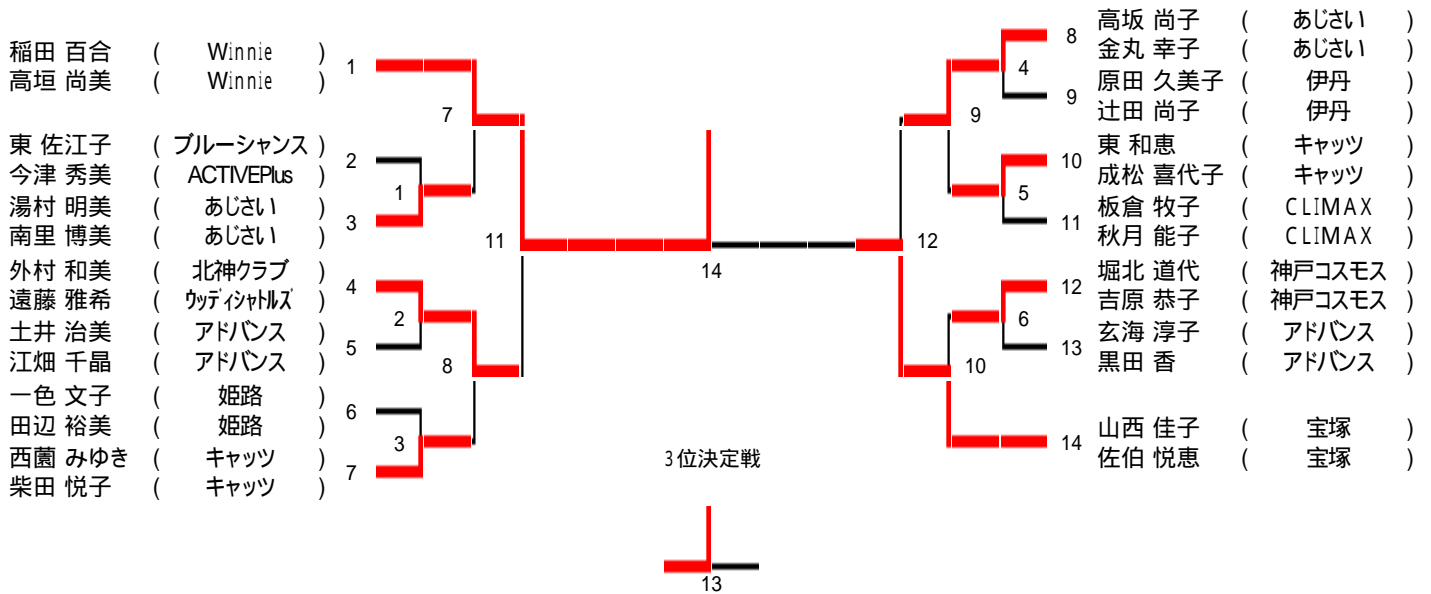 稲田 百合 ( Winnie ) 1
高垣 尚美 ( Winnie )
7
東 佐江子 ( ブルーシャンス ) 2
今津 秀美 ( ACTIVEPlus )
1
湯村 明美 ( あじさい ) 3
南里 博美 ( あじさい )
11
外村 和美 ( 北神クラブ ) 4
遠藤 雅希 ( ウッディシャトルズ )
2
土井 治美 ( アドバンス ) 5
江畑 千晶 ( アドバンス )
8
一色 文子 ( 姫路 ) 6
田辺 裕美 ( 姫路 )
3
西薗 みゆき ( キャッツ ) 7
柴田 悦子 ( キャッツ )
14
3位決定戦
13
8 高坂 尚子 ( あじさい )
金丸 幸子 ( あじさい )
4
9 原田 久美子 ( 伊丹 )
辻田 尚子 ( 伊丹 )
9
10 東 和恵 ( キャッツ )
成松 喜代子 ( キャッツ )
5
11 板倉 牧子 ( CLIMAX )
秋月 能子 ( CLIMAX )
12
12 堀北 道代 ( 神戸コスモス )
吉原 恭子 ( 神戸コスモス )
6
13 玄海 淳子 ( アドバンス )
黒田 香 ( アドバンス )
10
14 山西 佳子 ( 宝塚 )
佐伯 悦恵 ( 宝塚 )